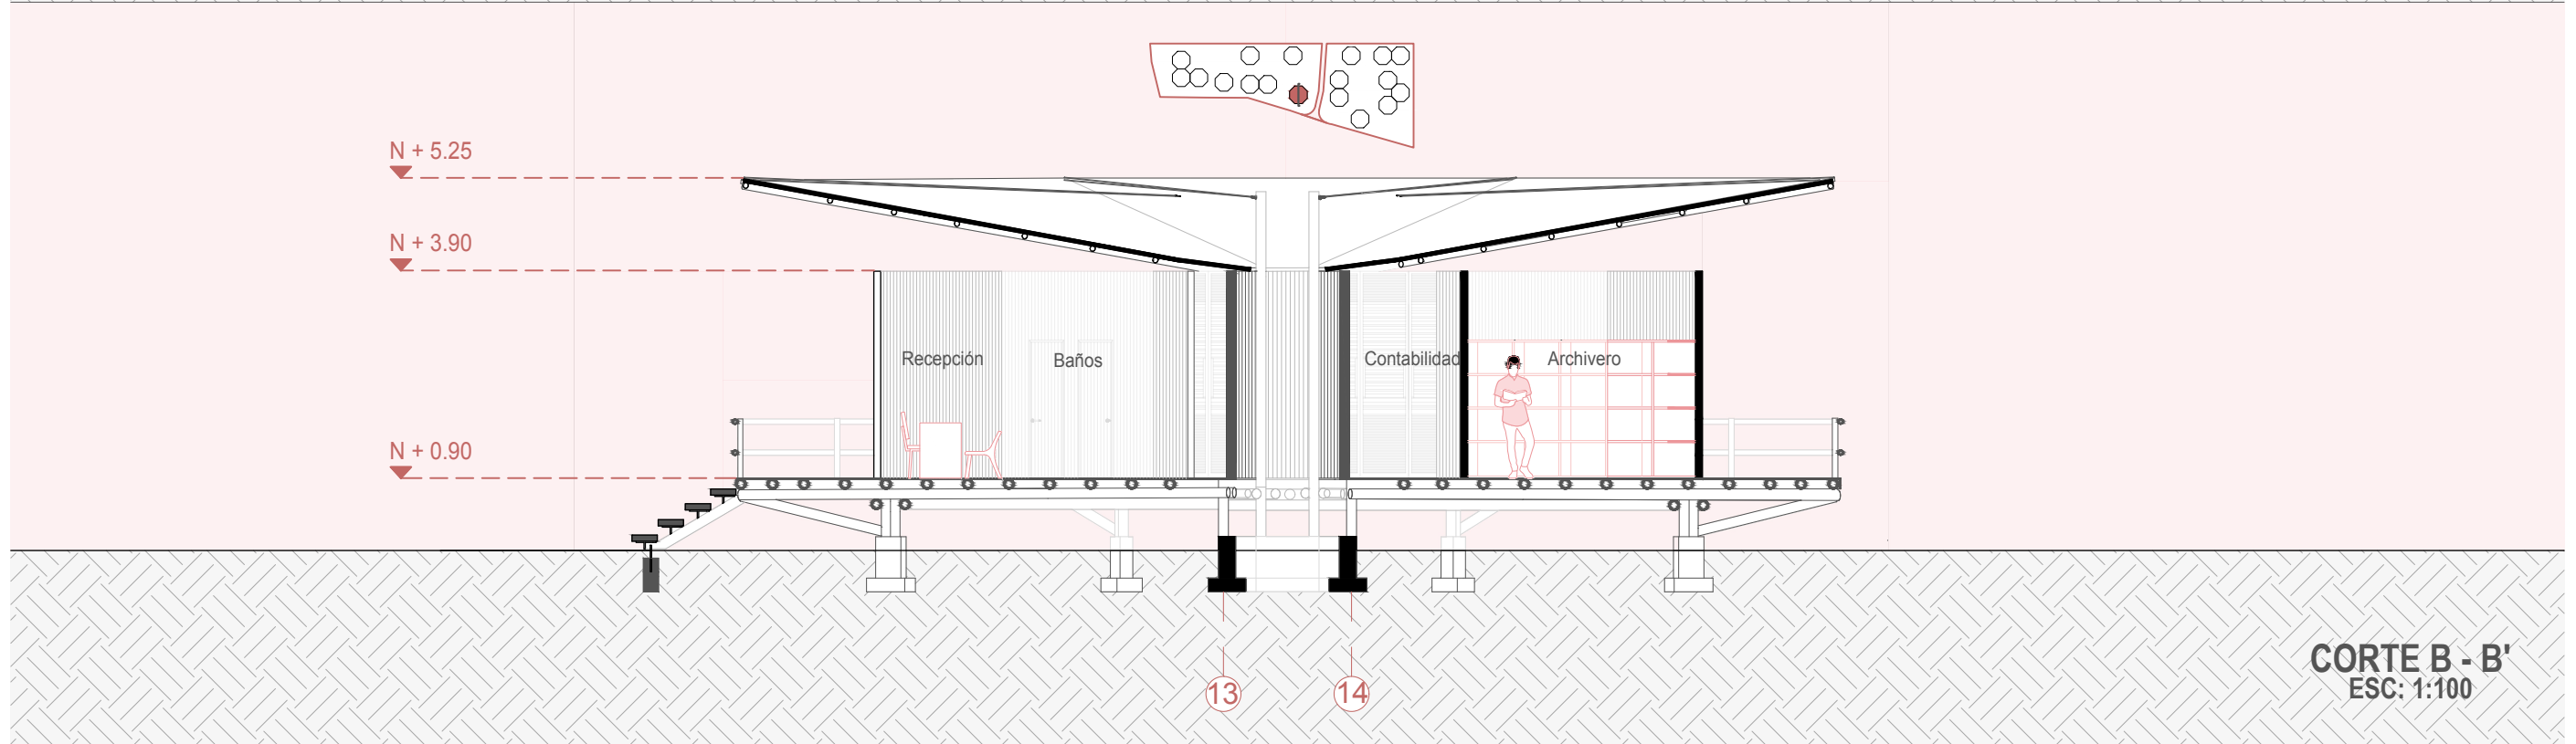 N + 5.25
N + 3.90
Recepción
Baños
Contabilidad
Archivero
N + 0.90
CORTE B - B'
ESC: 1:100
13
14